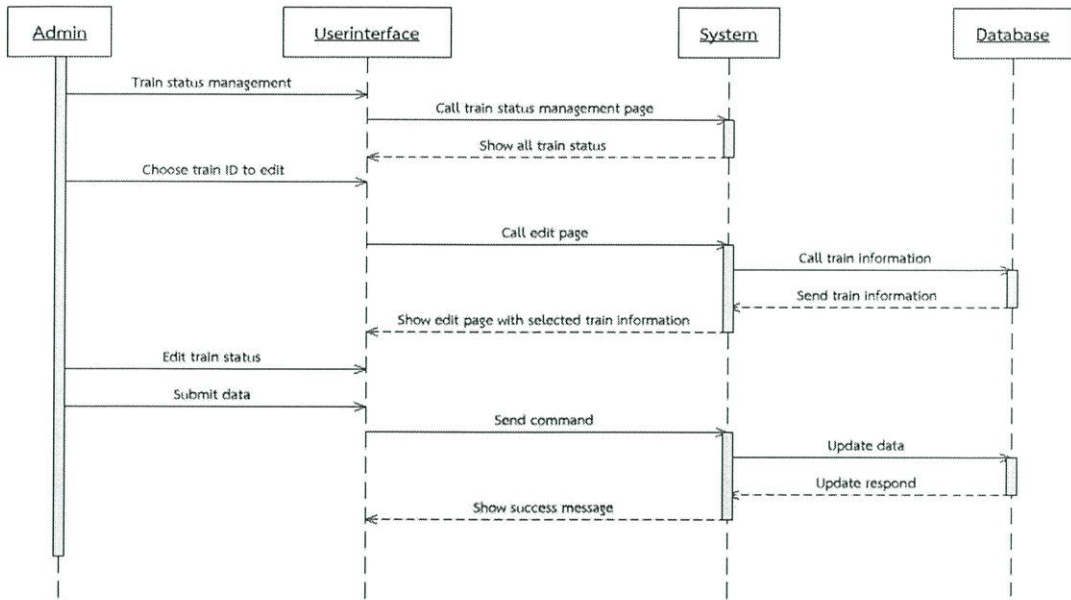 Admin
Userinterface
System
Database
Train status management
Call train status management page
Show all train status
Choose train ID to edit
Call edit page
Call train information
Send train information
Show edit page with selected train information
Edit train status
Submit data
Send command
Update data
Update respond
Show success message